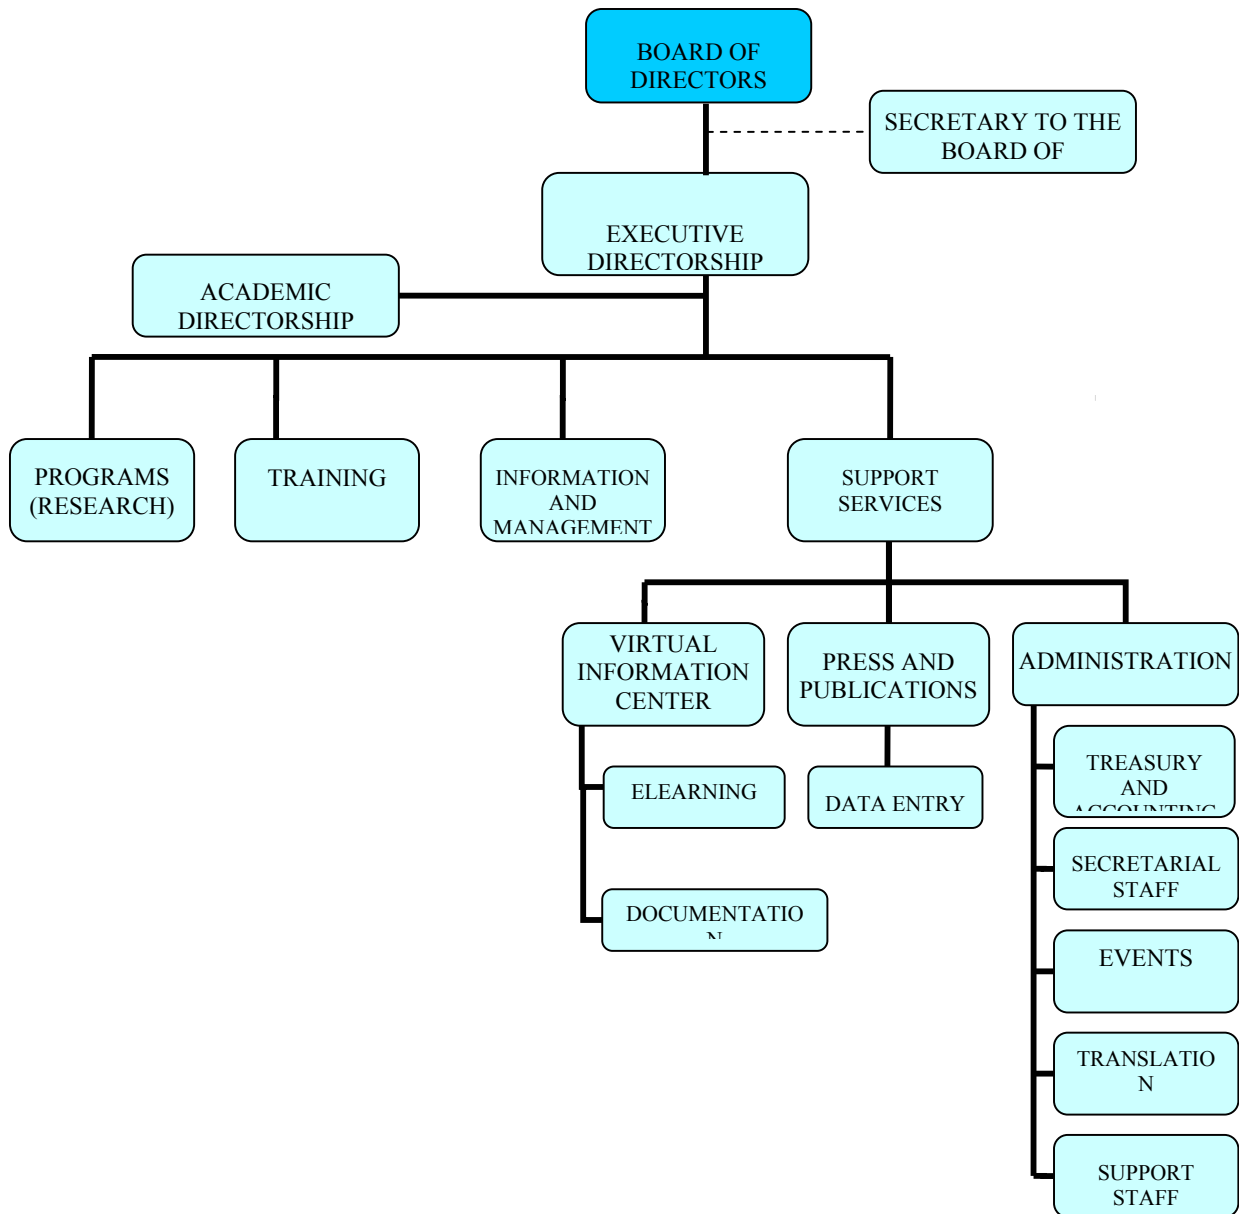 BOARD OF
DIRECTORS
SECRETARY TO THE
BOARD OF
EXECUTIVE
DIRECTORSHIP
ACADEMIC
DIRECTORSHIP
PROGRAMS
(RESEARCH)
TRAINING
INFORMATION
AND
MANAGEMENT
SUPPORT
SERVICES
VIRTUAL
INFORMATION
CENTER
PRESS AND
PUBLICATIONS
ADMINISTRATION
ELEARNING
DATA ENTRY
DOCUMENTATIO
N
TREASURY
AND
ACCOUNTING
SECRETARIAL
STAFF
EVENTS
TRANSLATIO
N
SUPPORT
STAFF